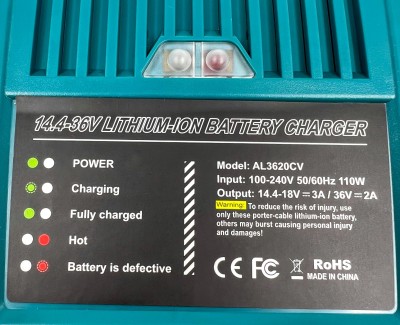 14.4-36V LITHIUM-ION BATTERY CHARGER
POWER
Charging
Fully charged
Hot
Battery is defective
Model: AL3620CV
Input: 100-240V 50/60Hz 110W
Output: 14.4-18V = 3A / 36V = 2A
Warning: To reduce the risk of injury, use
only these porter-cable lithium-ion battery,
others may burst causing personal injury
and damages!
CE FC RoHS
MADE IN CHINA